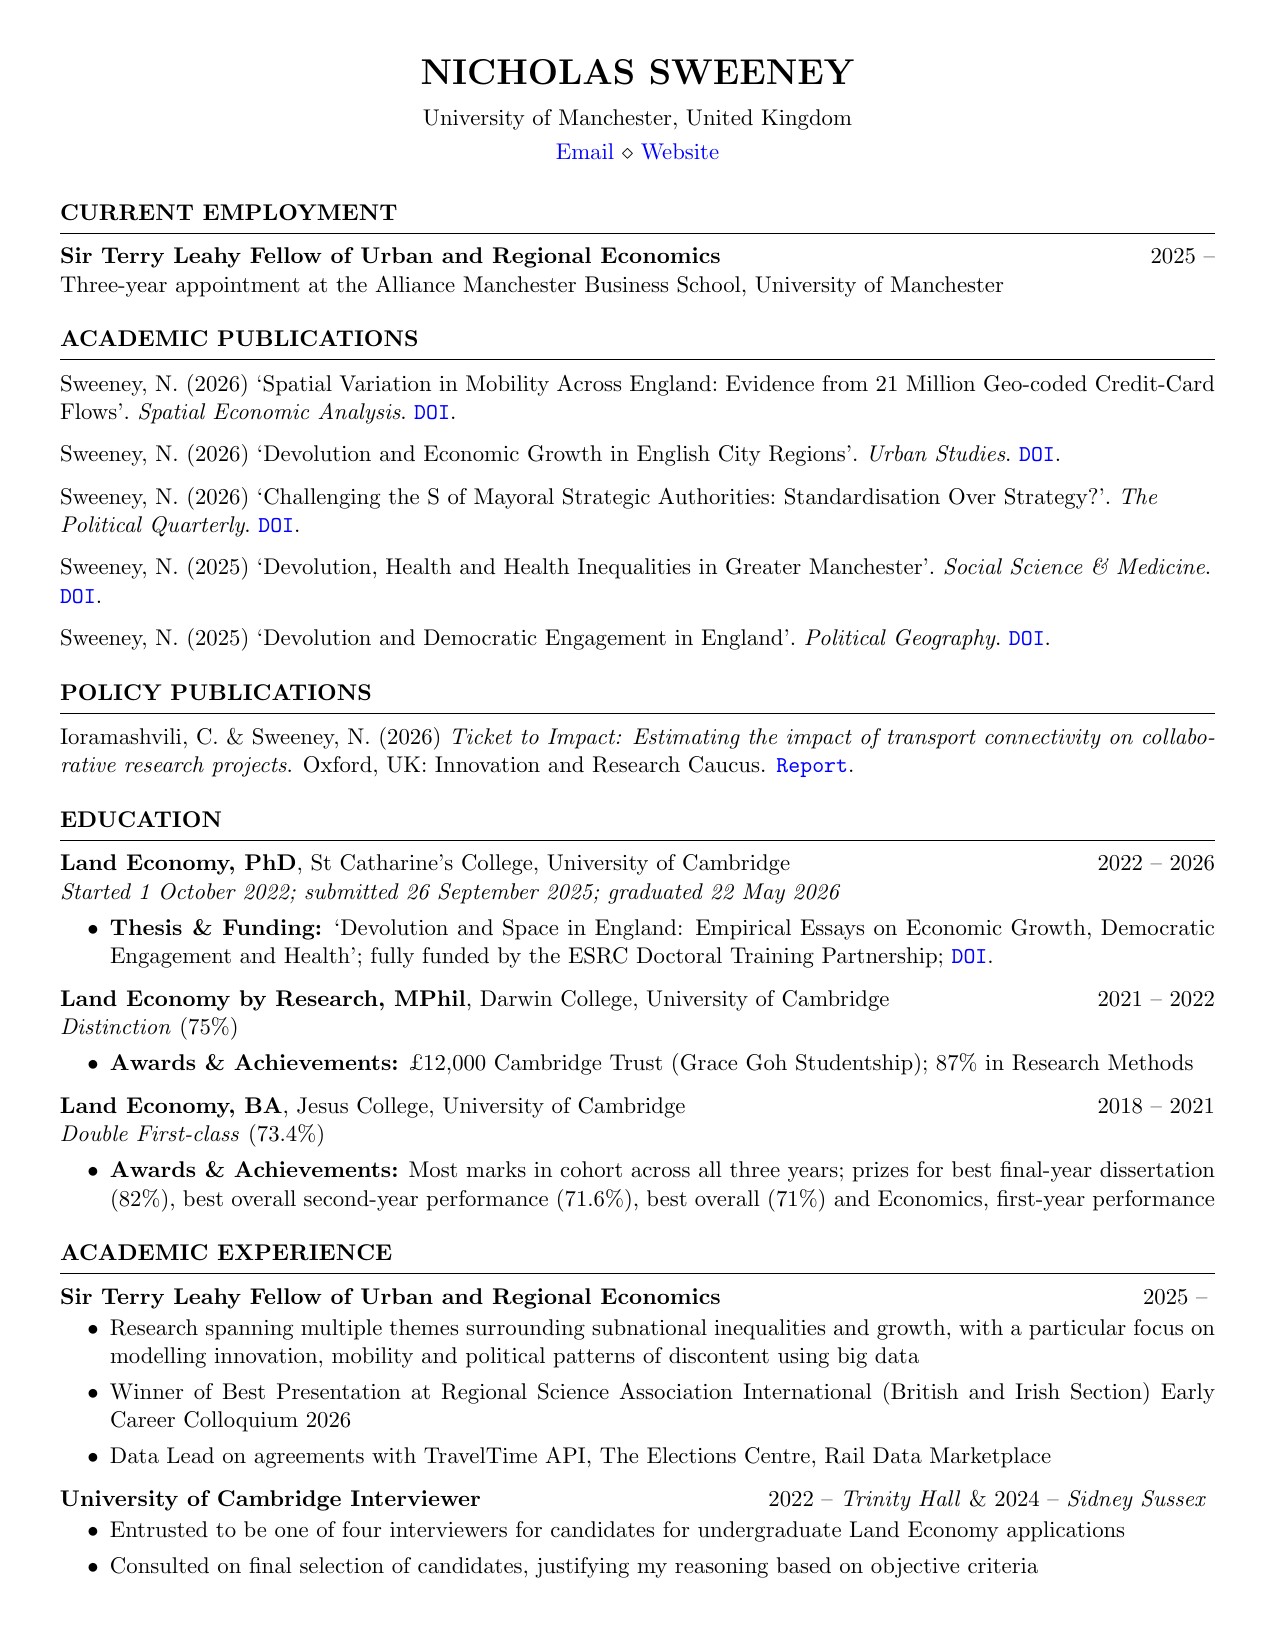 NICHOLAS SWEENEY
University of Manchester, United Kingdom
Email ⋄ Website
CURRENT EMPLOYMENT
Sir Terry Leahy Fellow of Urban and Regional Economics 2025 –
Three-year appointment at the Alliance Manchester Business School, University of Manchester
ACADEMIC PUBLICATIONS
Sweeney, N. (2026) ‘Spatial Variation in Mobility Across England: Evidence from 21 Million Geo-coded Credit-Card
Flows’. Spatial Economic Analysis. DOI.
Sweeney, N. (2026) ‘Devolution and Economic Growth in English City Regions’. Urban Studies. DOI.
Sweeney, N. (2026) ‘Challenging the S of Mayoral Strategic Authorities: Standardisation Over Strategy?’. The
Political Quarterly. DOI.
Sweeney, N. (2025) ‘Devolution, Health and Health Inequalities in Greater Manchester’. Social Science & Medicine.
DOI.
Sweeney, N. (2025) ‘Devolution and Democratic Engagement in England’. Political Geography. DOI.
POLICY PUBLICATIONS
Ioramashvili, C. & Sweeney, N. (2026) Ticket to Impact: Estimating the impact of transport connectivity on collabo-
rative research projects. Oxford, UK: Innovation and Research Caucus. Report.
EDUCATION
Land Economy, PhD, St Catharine’s College, University of Cambridge 2022 – 2026
Started 1 October 2022; submitted 26 September 2025; graduated 22 May 2026
• Thesis & Funding: ‘Devolution and Space in England: Empirical Essays on Economic Growth, Democratic
Engagement and Health’; fully funded by the ESRC Doctoral Training Partnership; DOI.
Land Economy by Research, MPhil, Darwin College, University of Cambridge 2021 – 2022
Distinction (75%)
• Awards & Achievements: £12,000 Cambridge Trust (Grace Goh Studentship); 87% in Research Methods
Land Economy, BA, Jesus College, University of Cambridge 2018 – 2021
Double First-class (73.4%)
• Awards & Achievements: Most marks in cohort across all three years; prizes for best final-year dissertation
(82%), best overall second-year performance (71.6%), best overall (71%) and Economics, first-year performance
ACADEMIC EXPERIENCE
Sir Terry Leahy Fellow of Urban and Regional Economics 2025 –
• Research spanning multiple themes surrounding subnational inequalities and growth, with a particular focus on
modelling innovation, mobility and political patterns of discontent using big data
• Winner of Best Presentation at Regional Science Association International (British and Irish Section) Early
Career Colloquium 2026
• Data Lead on agreements with TravelTime API, The Elections Centre, Rail Data Marketplace
University of Cambridge Interviewer 2022 – Trinity Hall & 2024 – Sidney Sussex
• Entrusted to be one of four interviewers for candidates for undergraduate Land Economy applications
• Consulted on final selection of candidates, justifying my reasoning based on objective criteria